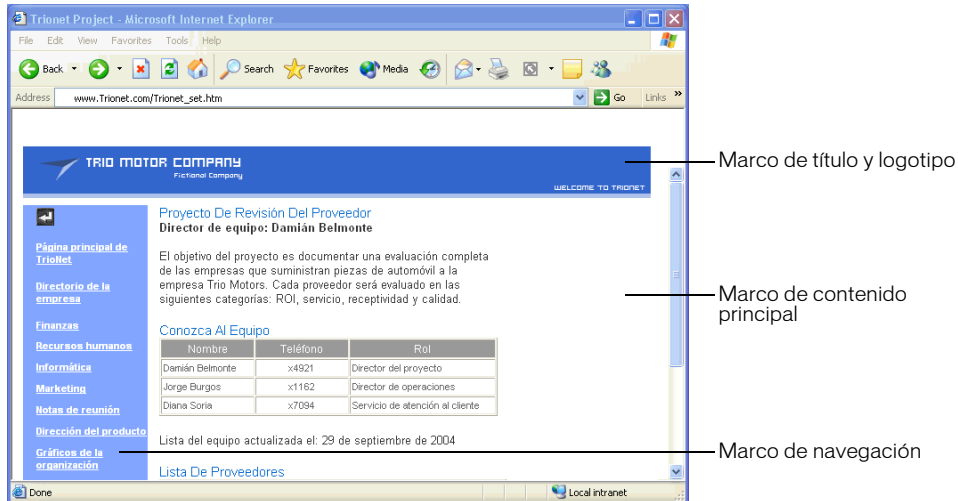 Trionet Project - Microsoft Internet Explorer
File Edit View Favorites Tools Help
Back Search Favorites Media
Address www.Trionet.com/Trionet_set.htm Go Links »
TRIO MOTOR COMPANY
Fictional Company
WELCOME TO TRIONET
Marco de título y logotipo
Página principal de
TrioNet
Directorio de la
empresa
Finanzas
Recursos humanos
Informática
Marketing
Notas de reunión
Dirección del producto
Gráficos de la
organización
Proyecto De Revisión Del Proveedor
Director de equipo: Damián Belmonte
El objetivo del proyecto es documentar una evaluación completa
de las empresas que suministran piezas de automóvil a la
empresa Trio Motors. Cada proveedor será evaluado en las
siguientes categorías: ROI, servicio, receptividad y calidad.
Conozca Al Equipo
Nombre Teléfono Rol
Damián Belmonte x4921 Director del proyecto
Jorge Burgos x1162 Director de operaciones
Diana Soria x7094 Servicio de atención al cliente
Lista del equipo actualizada el: 29 de septiembre de 2004
Lista De Proveedores
Marco de contenido
principal
Marco de navegación
Done Local intranet